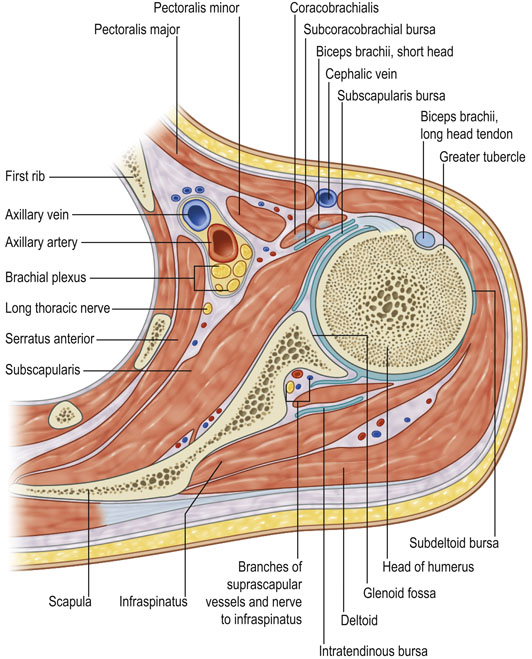 Pectoralis minor
Coracobrachialis
Pectoralis major
Subcoracobrachial bursa
Biceps brachii, short head
Cephalic vein
Subscapularis bursa
Biceps brachii,
long head tendon
Greater tubercle
First rib
Axillary vein
Axillary artery
Brachial plexus
Long thoracic nerve
Serratus anterior
Subscapularis
Subdeltoid bursa
Head of humerus
Glenoid fossa
Deltoid
Intratendinous bursa
Branches of
suprascapular
vessels and nerve
to infraspinatus
Infraspinatus
Scapula